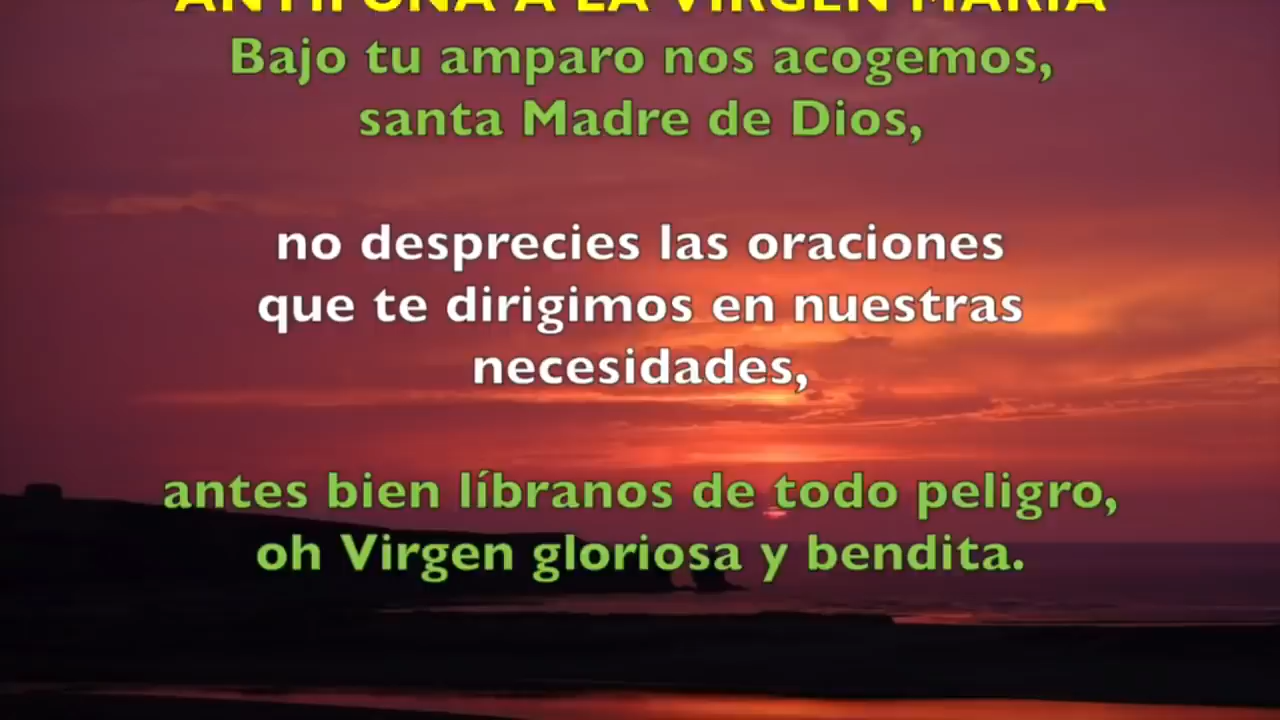 ANTÍFONA A LA VIRGEN MARÍA
Bajo tu amparo nos acogemos,
santa Madre de Dios,
no desprecies las oraciones
que te dirigimos en nuestras
necesidades,
antes bien líbranos de todo peligro,
oh Virgen gloriosa y bendita.